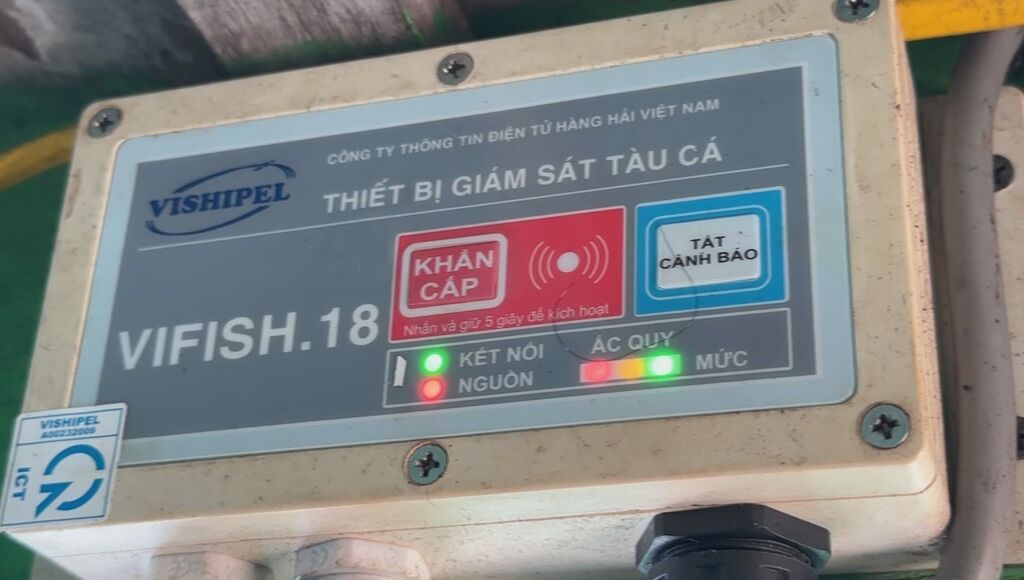 CÔNG TY THÔNG TIN ĐIỆN TỬ HÀNG HẢI VIỆT NAM
VISHIPEL
THIẾT BỊ GIÁM SÁT TÀU CÁ
KHẨN
CẤP
TẮT
CẢNH BÁO
Nhấn và giữ 5 giây để kích hoạt
VIFISH.18
KẾT NỐI
NGUỒN
ẮC QUY
MỨC
VISHIPEL
A00232009
ICT